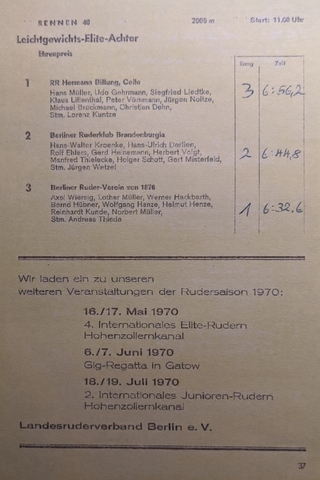 RENNEN 40 2000 m Start: 11.00 Uhr
Leichtgewichts-Elite-Achter
Ehrenpreis
Rang Zeit
1 RR Hermann Billung, Celle 3 6:56,2
Hans Müller, Udo Gehrmann, Siegfried Liedtke,
Klaus Lilienthal, Peter Vörnmann, Jürgen Nolze,
Michael Brockmann, Christian Dehn,
Stm. Lorenz Kuntze
2 Berliner Ruderklub Brandenburgia 2 6:44,8
Hans-Walter Kroenke, Hans-Ulrich Dorlien,
Rolf Ehlers, Gerd Heinemann, Herbert Voigt,
Manfred Thielecke, Holger Schott, Gert Misterfeld,
Stm. Jürgen Wetzel
3 Berliner Ruder-Verein von 1876 1 6:32,6
Axel Wiersig, Lothar Müller, Werner Heckbarth,
Bernd Hübner, Wolfgang Henze, Helmut Henze,
Reinhardt Kunde, Norbert Müller,
Stm. Andreas Thiede
Wir laden ein zu unseren
weiteren Veranstaltungen der Rudersaison 1970:
16./17. Mai 1970
4. Internationales Elite-Rudern
Hohenzollernkanal
6./7. Juni 1970
Gig-Regatta in Gatow
18./19. Juli 1970
2. Internationales Junioren-Rudern
Hohenzollernkanal
Landesruderverband Berlin e. V.
37